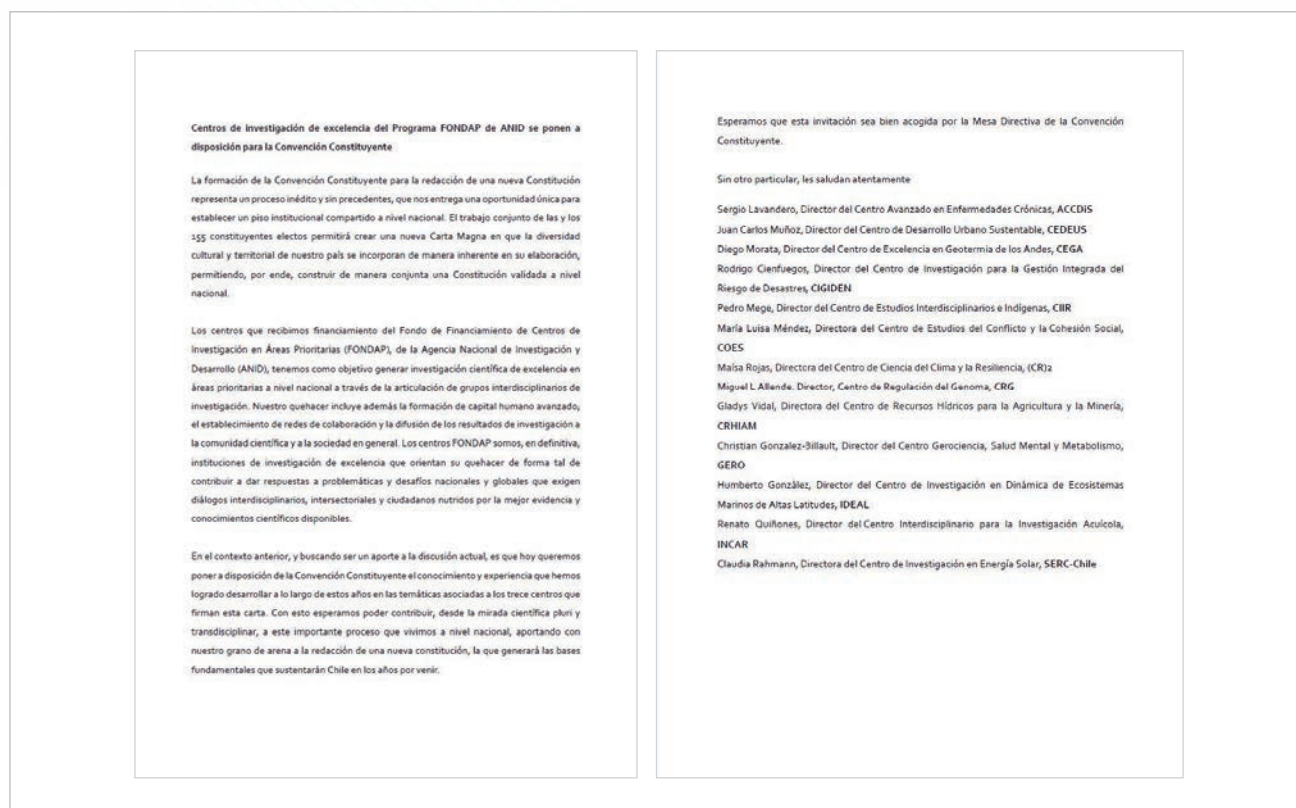 Centros de investigación de excelencia del Programa FONDAP de ANID se ponen a
disposición para la Convención Constituyente
La formación de la Convención Constituyente para la redacción de una nueva Constitución
representa un proceso inédito y sin precedentes, que nos entrega una oportunidad única para
establecer un piso institucional compartido a nivel nacional. El trabajo conjunto de las y los
155 constituyentes electos permitirá crear una nueva Carta Magna en que la diversidad
cultural y territorial de nuestro país se incorporan de manera inherente en su elaboración,
permitiendo, por ende, construir de manera conjunta una Constitución validada a nivel
nacional.
Los centros que recibimos financiamiento del Fondo de Financiamiento de Centros de
Investigación en Áreas Prioritarias (FONDAP), de la Agencia Nacional de Investigación y
Desarrollo (ANID), tenemos como objetivo generar investigación científica de excelencia en
áreas prioritarias a nivel nacional a través de la articulación de grupos interdisciplinarios de
investigación. Nuestro quehacer incluye además la formación de capital humano avanzado,
el establecimiento de redes de colaboración y la difusión de los resultados de investigación a
la comunidad científica y a la sociedad en general. Los centros FONDAP somos, en definitiva,
instituciones de investigación de excelencia que orientan su quehacer de forma tal de
contribuir a dar respuestas a problemáticas y desafíos nacionales y globales que exigen
diálogos interdisciplinarios, intersectoriales y ciudadanos nutridos por la mejor evidencia y
conocimientos científicos disponibles.
En el contexto anterior, y buscando ser un aporte a la discusión actual, es que hoy queremos
poner a disposición de la Convención Constituyente el conocimiento y experiencia que hemos
logrado desarrollar a lo largo de estos años en las temáticas asociadas a los trece centros que
firman esta carta. Con esto esperamos poder contribuir, desde la mirada científica pluri y
transdisciplinar, a este importante proceso que vivimos a nivel nacional, aportando con
nuestro grano de arena a la redacción de una nueva constitución, la que generará las bases
fundamentales que sustentarán Chile en los años por venir.
Esperamos que esta invitación sea bien acogida por la Mesa Directiva de la Convención
Constituyente.
Sin otro particular, les saludan atentamente
Sergio Lavandero, Director del Centro Avanzado en Enfermedades Crónicas, ACCDiS
Juan Carlos Muñoz, Director del Centro de Desarrollo Urbano Sustentable, CEDEUS
Diego Morata, Director del Centro de Excelencia en Geotermia de los Andes, CEGA
Rodrigo Cienfuegos, Director del Centro de Investigación para la Gestión Integrada del
Riesgo de Desastres, CIGIDEN
Pedro Mege, Director del Centro de Estudios Interdisciplinarios e Indígenas, CIIR
María Luisa Méndez, Directora del Centro de Estudios del Conflicto y la Cohesión Social,
COES
Maisa Rojas, Directora del Centro de Ciencia del Clima y la Resiliencia, (CR)2
Miguel L Allende. Director, Centro de Regulación del Genoma, CRG
Gladys Vidal, Directora del Centro de Recursos Hídricos para la Agricultura y la Minería,
CRHIAM
Christian Gonzalez-Billault, Director del Centro Gerociencia, Salud Mental y Metabolismo,
GERO
Humberto González, Director del Centro de Investigación en Dinámica de Ecosistemas
Marinos de Altas Latitudes, IDEAL
Renato Quiñones, Director del Centro Interdisciplinario para la Investigación Acuícola,
INCAR
Claudia Rahmann, Directora del Centro de Investigación en Energía Solar, SERC-Chile